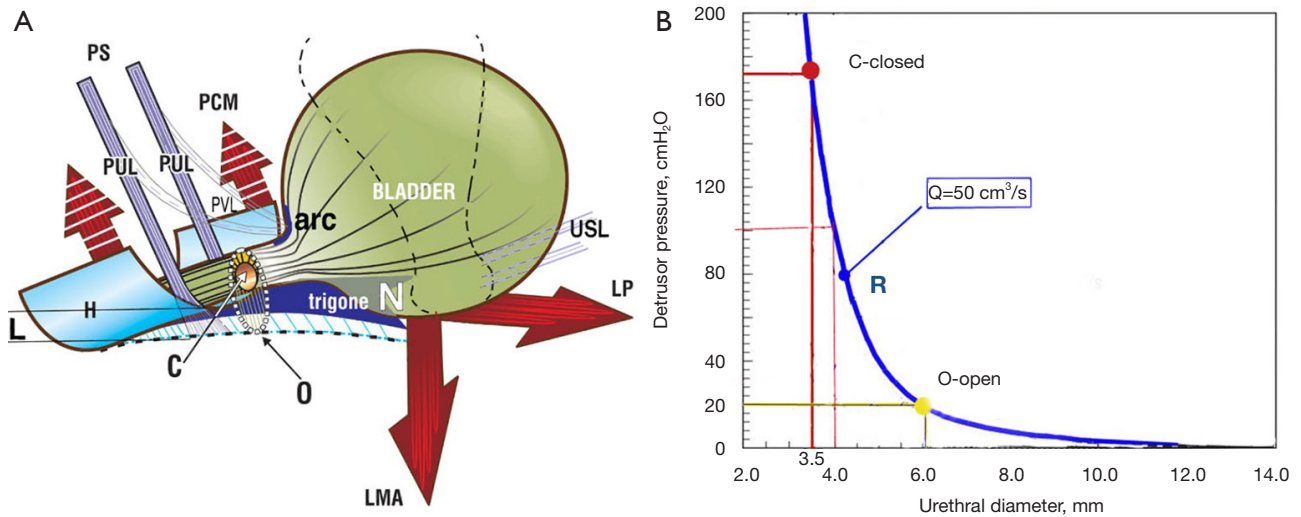 A
PS
PCM
PUL
PUL
PVL
arc
BLADDER
USL
LP
H
trigone
N
L
C
O
LMA
B
Detrusor pressure, cmH₂O
200
160
120
80
40
20
0
C-closed
Q=50 cm³/s
R
O-open
3.5
2.0
4.0
6.0
8.0
10.0
12.0
14.0
Urethral diameter, mm